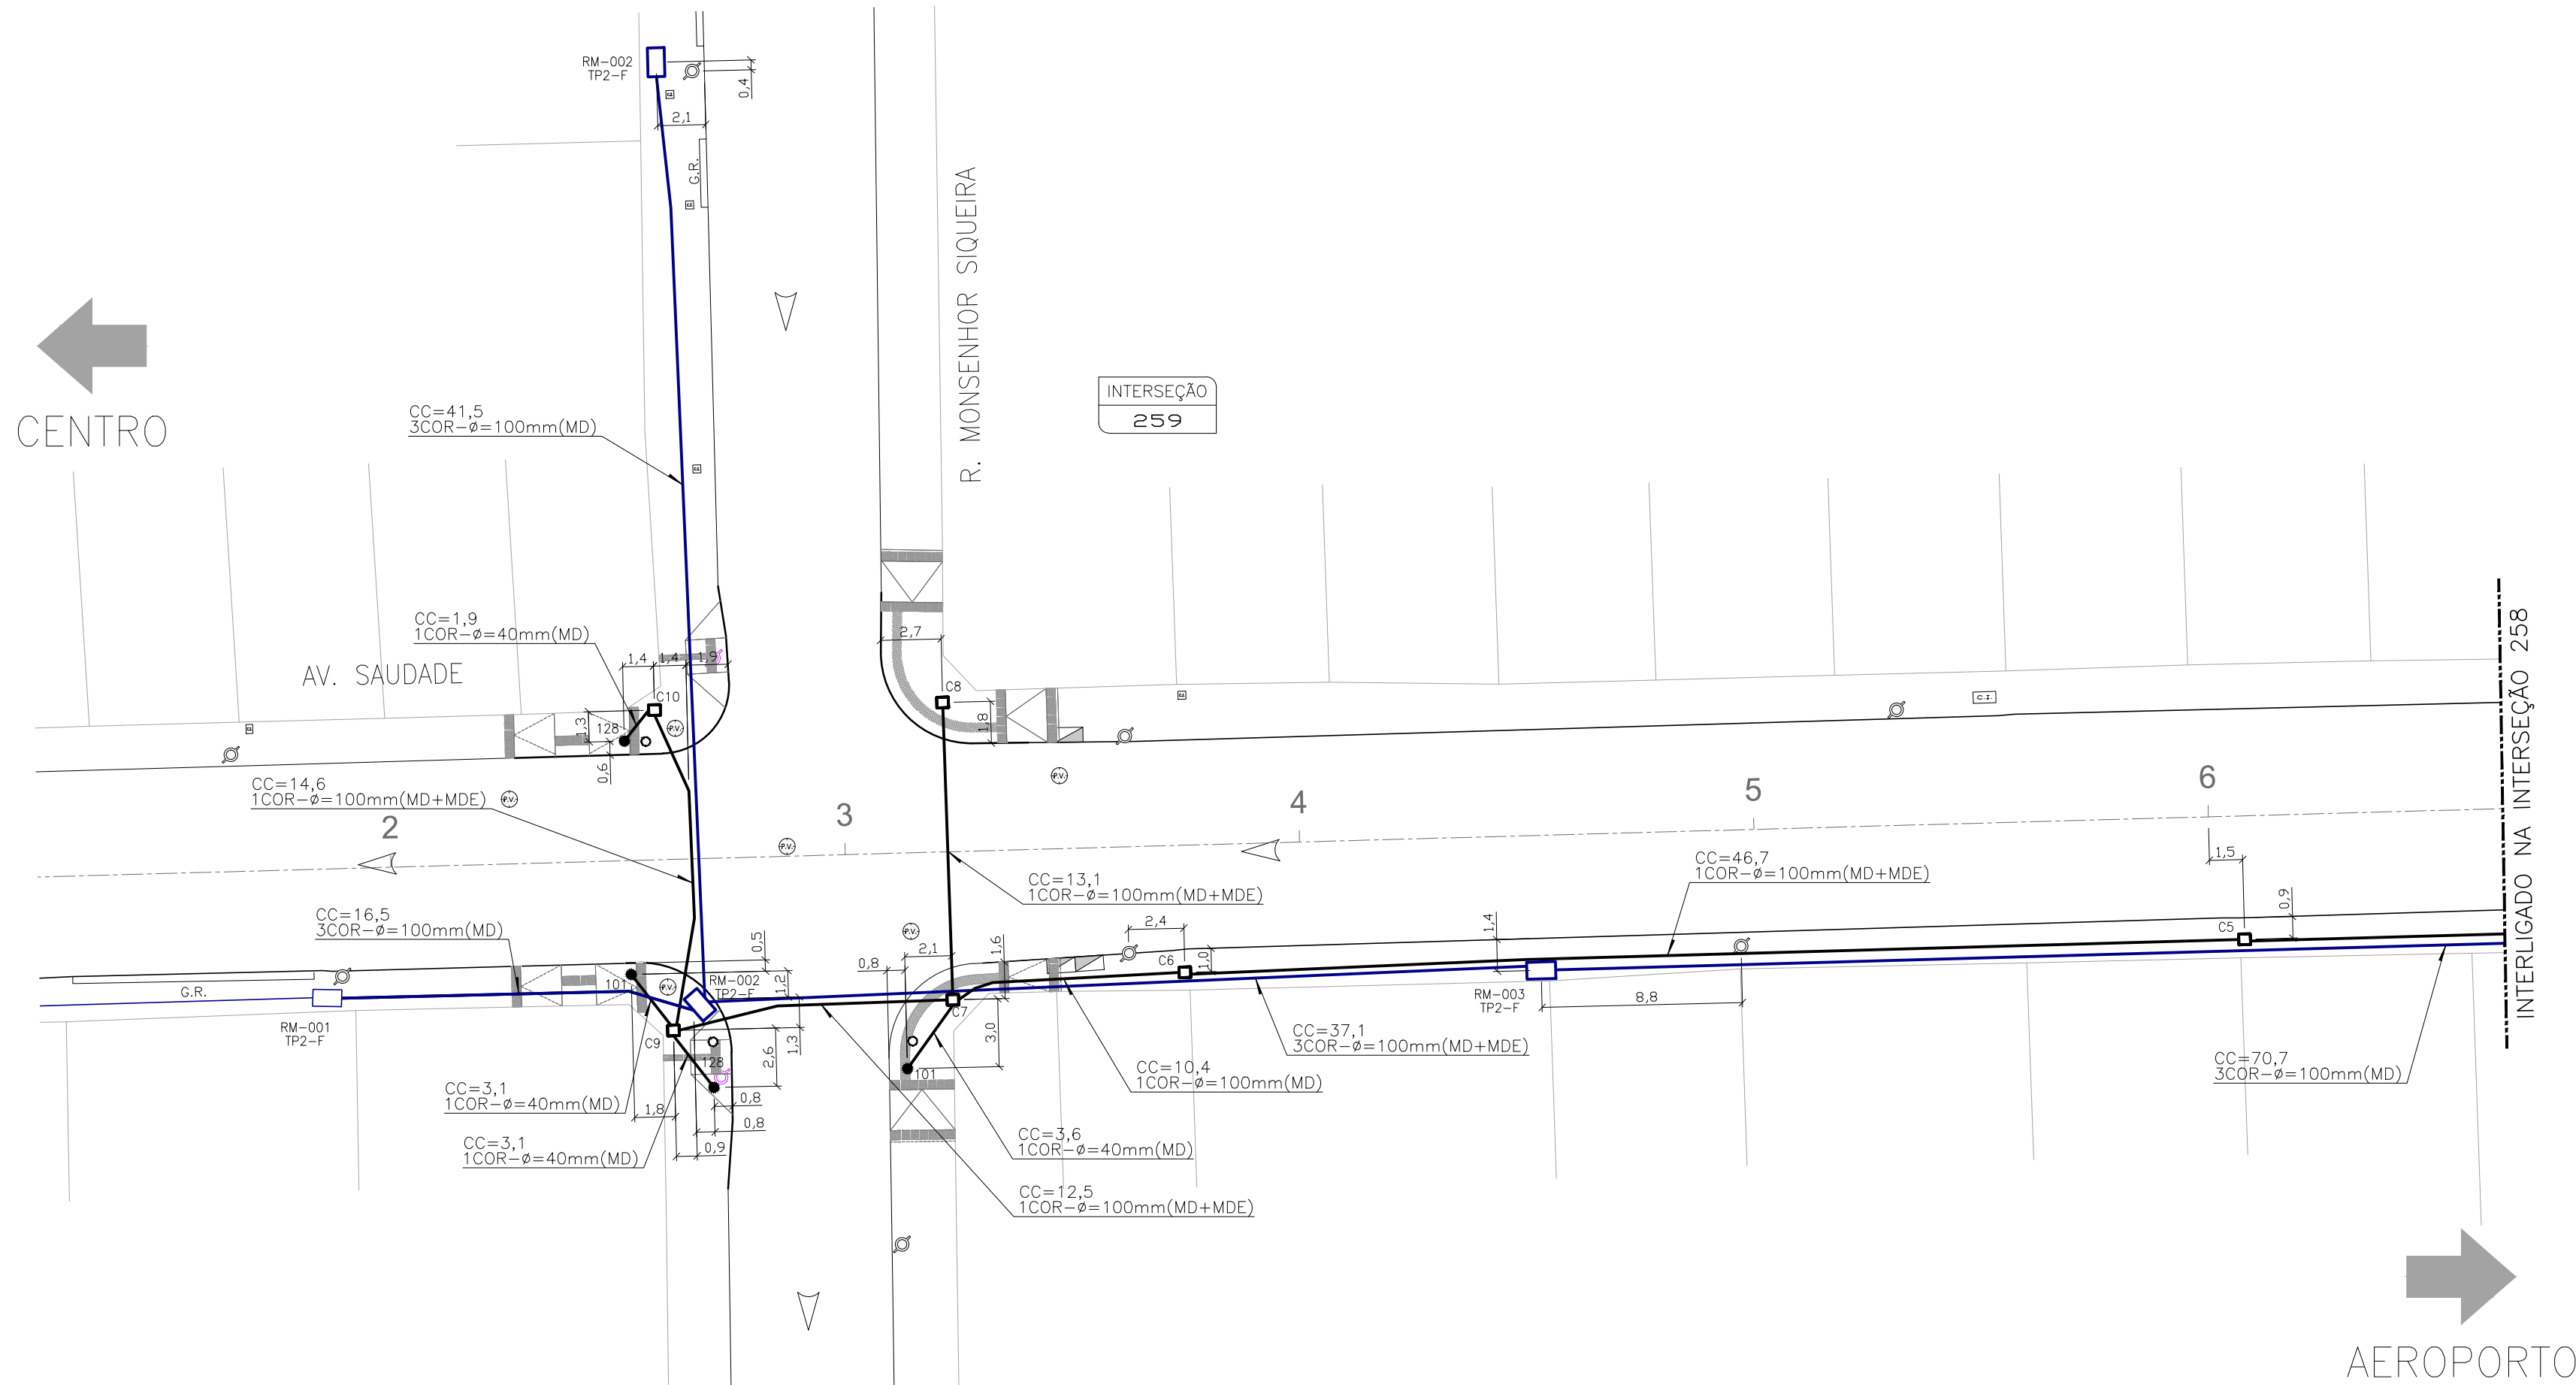 RM-002
TP2-F
0,4
2,1
G.R.
R. MONSENHOR SIQUEIRA
INTERSEÇÃO
259
CENTRO
CC=41,5
3COR-ø=100mm(MD)
CC=1,9
1COR-ø=40mm(MD)
AV. SAUDADE
1,4
1,4
1,9
2,7
C10
C8
1,3
128
P.V.
0,6
1,8
C.I.
INTERLIGADO NA INTERSEÇÃO 258
CC=14,6
1COR-ø=100mm(MD+MDE)
P.V.
P.V.
P.V.
2
3
4
5
6
1,5
CC=46,7
1COR-ø=100mm(MD+MDE)
CC=13,1
1COR-ø=100mm(MD+MDE)
0,9
C5
1,4
2,4
C6
1,0
P.V.
2,1
1,6
0,8
CC=16,5
3COR-ø=100mm(MD)
0,5
1,2
101
P.V.
RM-002
TP2-F
G.R.
RM-001
TP2-F
C7
C9
1,3
2,6
3,0
128
101
RM-003
TP2-F
8,8
CC=37,1
3COR-ø=100mm(MD+MDE)
CC=10,4
1COR-ø=100mm(MD)
CC=70,7
3COR-ø=100mm(MD)
CC=3,1
1COR-ø=40mm(MD)
1,8
0,8
0,8
0,9
CC=3,1
1COR-ø=40mm(MD)
CC=3,6
1COR-ø=40mm(MD)
CC=12,5
1COR-ø=100mm(MD+MDE)
AEROPORTO